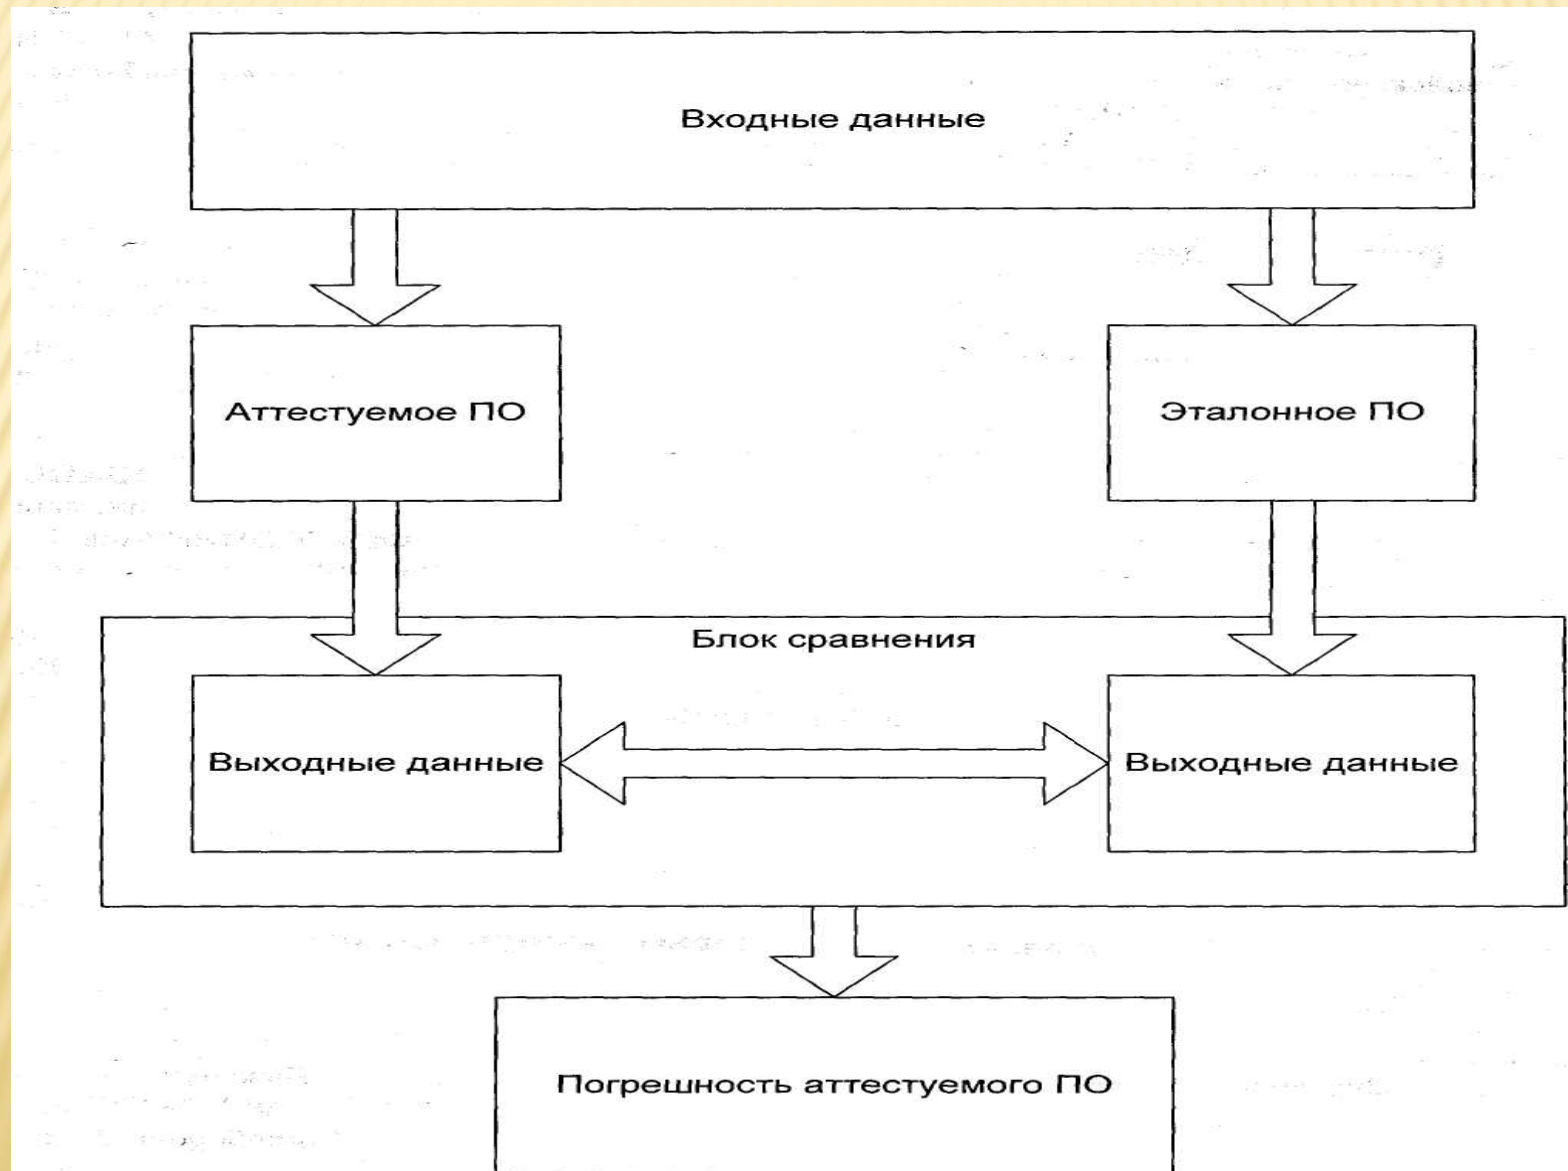 Входные данные
Аттестуемое ПО
Эталонное ПО
Блок сравнения
Выходные данные
Выходные данные
Погрешность аттестуемого ПО